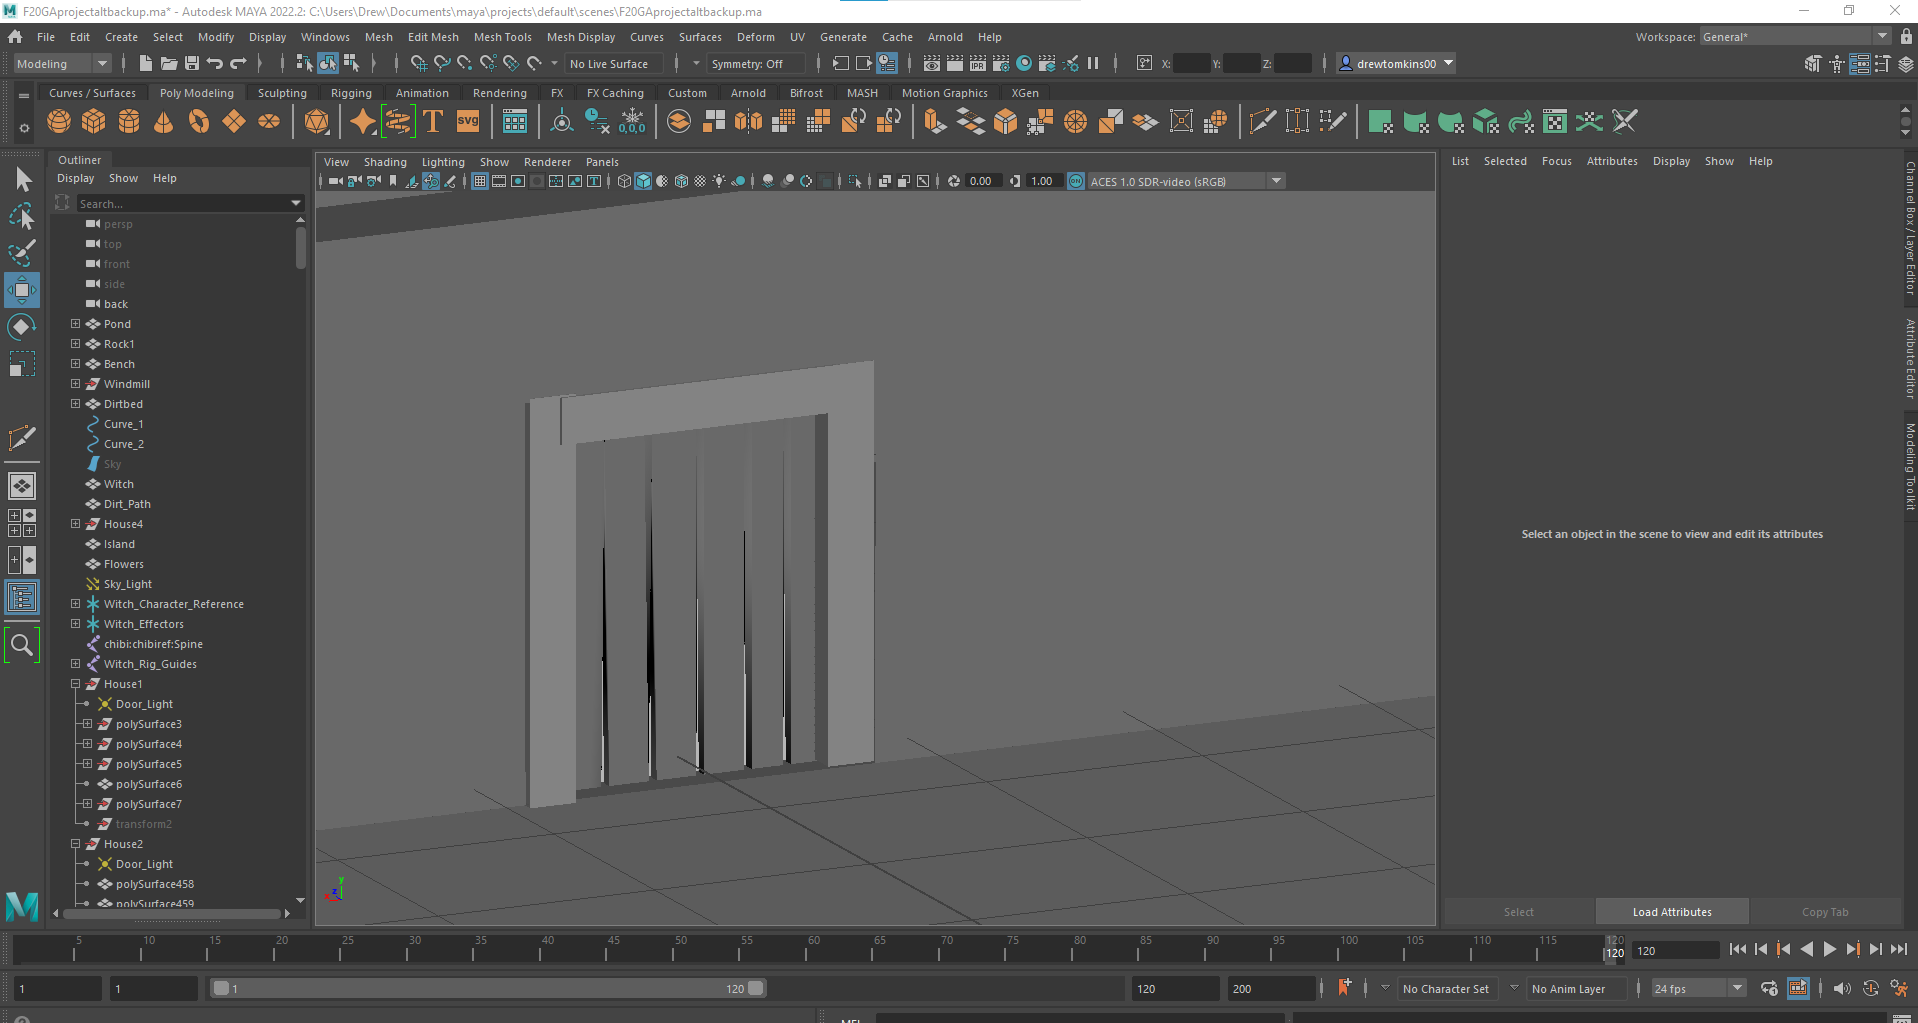 F20GAprojectaltbackup.ma* - Autodesk MAYA 2022.2: C:\Users\Drew\Documents\maya\projects\default\scenes\F20GAprojectaltbackup.ma
File Edit Create Select Modify Display Windows Mesh Edit Mesh Mesh Tools Mesh Display Curves Surfaces Deform UV Generate Cache Arnold Help Workspace: General*
Modeling No Live Surface Symmetry: Off X: Y: Z: drewtomkins00
Curves / Surfaces Poly Modeling Sculpting Rigging Animation Rendering FX FX Caching Custom Arnold Bifrost MASH Motion Graphics XGen
T svg 0,0,0
Outliner
Display Show Help
Search...
persp
top
front
side
back
Pond
Rock1
Bench
Windmill
Dirtbed
Curve_1
Curve_2
Sky
Witch
Dirt_Path
House4
Island
Flowers
Sky_Light
Witch_Character_Reference
Witch_Effectors
chibi:chibiref:Spine
Witch_Rig_Guides
House1
Door_Light
polySurface3
polySurface4
polySurface5
polySurface6
polySurface7
transform2
House2
Door_Light
polySurface458
polySurface459
View Shading Lighting Show Renderer Panels
0.00 1.00 ACES 1.0 SDR-video (sRGB)
y
z
x
List Selected Focus Attributes Display Show Help
Select an object in the scene to view and edit its attributes
Select Load Attributes Copy Tab
Channel Box / Layer Editor
Attribute Editor
Modeling Toolkit
5 10 15 20 25 30 35 40 45 50 55 60 65 70 75 80 85 90 95 100 105 110 115 120
120 120
1 1 1 120 120 200 No Character Set No Anim Layer 24 fps
MEL